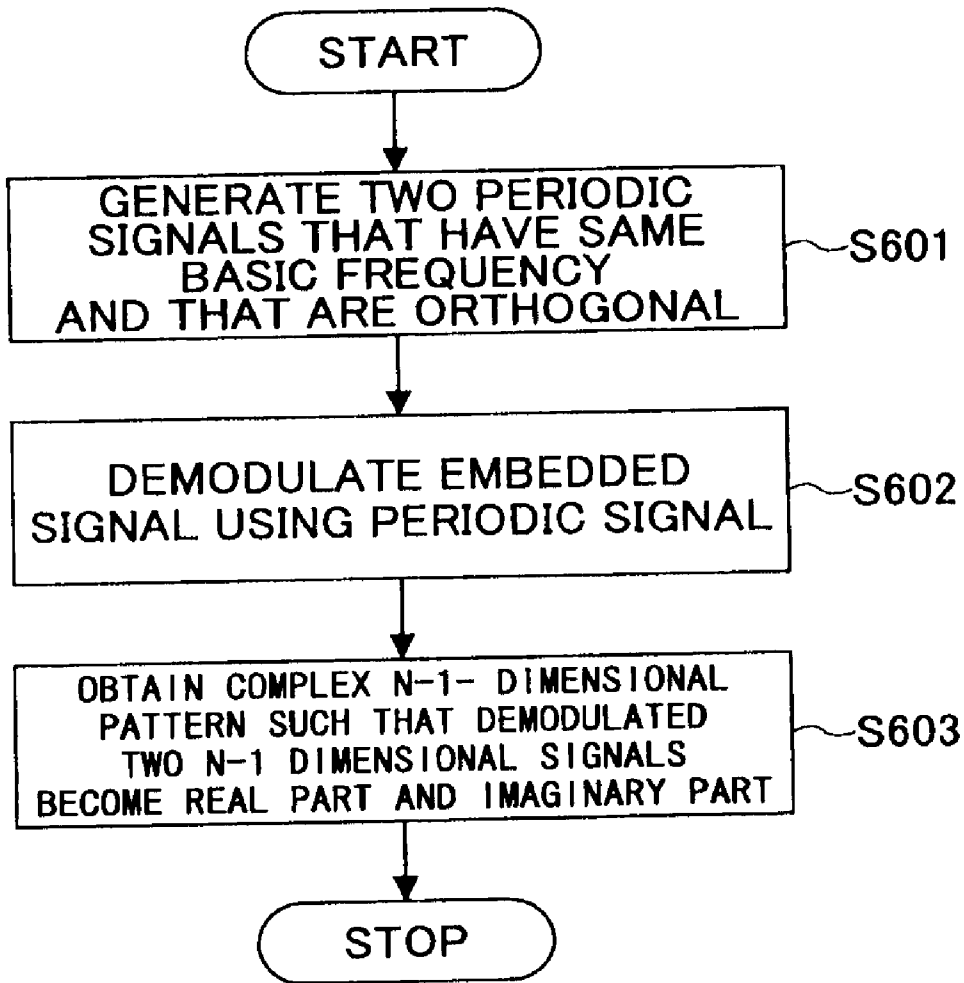 START
GENERATE TWO PERIODIC
SIGNALS THAT HAVE SAME
BASIC FREQUENCY
AND THAT ARE ORTHOGONAL
S601
DEMODULATE EMBEDDED
SIGNAL USING PERIODIC SIGNAL
S602
OBTAIN COMPLEX N-1- DIMENSIONAL
PATTERN SUCH THAT DEMODULATED
TWO N-1 DIMENSIONAL SIGNALS
BECOME REAL PART AND IMAGINARY PART
S603
STOP